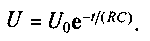 U = U₀e^{-t/(RC)}.